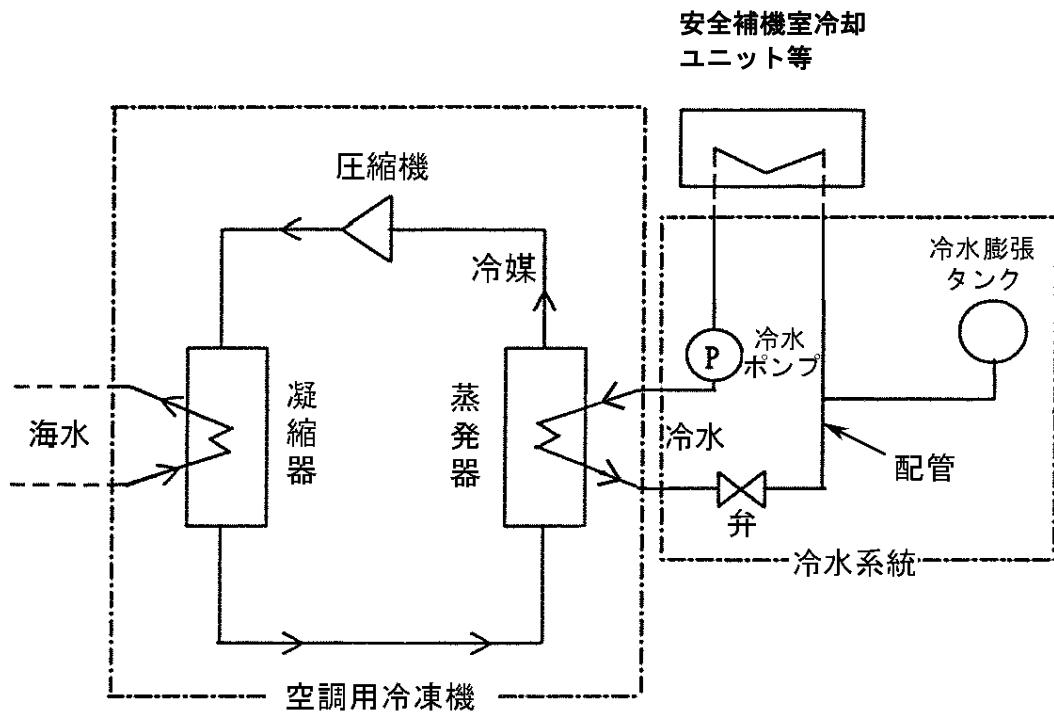 安全補機室冷却
ユニット等
圧縮機
冷媒
冷水膨張
タンク
P
冷水
ポンプ
凝縮器
蒸発器
海水
冷水
配管
弁
冷水系統
空調用冷凍機